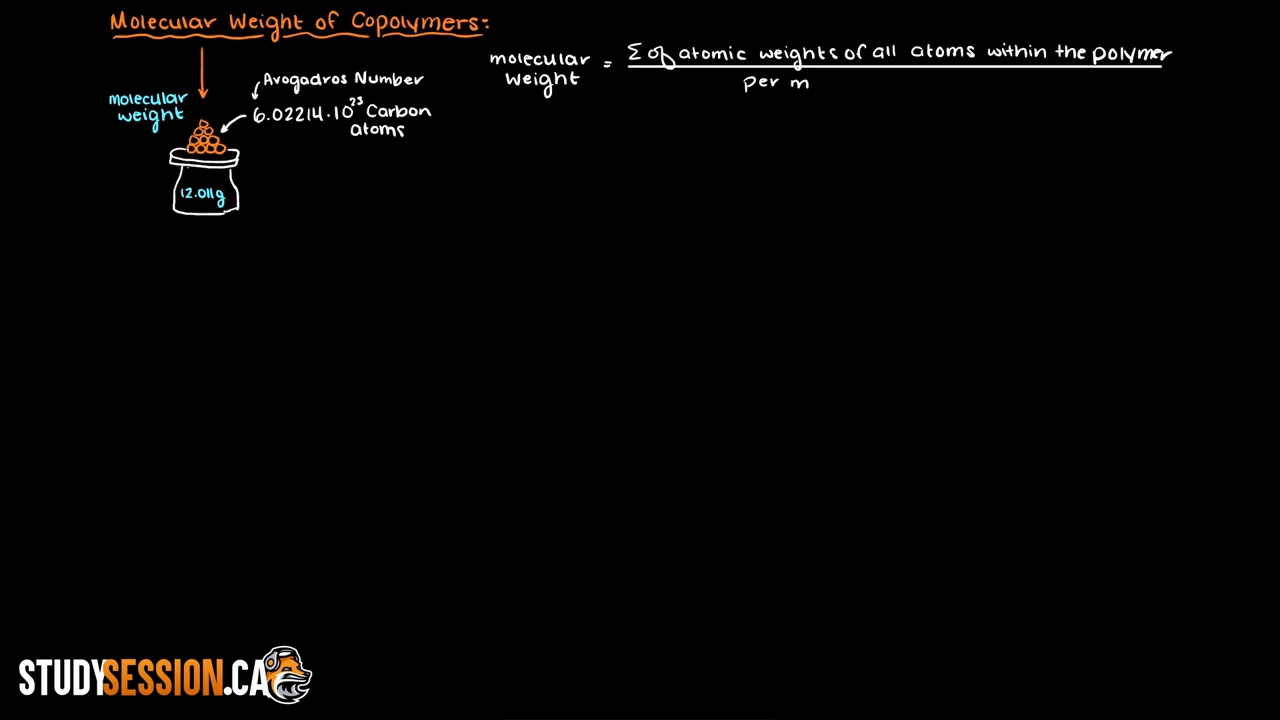 Molecular Weight of Copolymers:
molecular
weight
Avogadros Number
6.02214·10²³ Carbon
atoms
12.011g
molecular
weight
=
Σ of atomic weights of all atoms within the polymer
per m
STUDYSESSION.CA